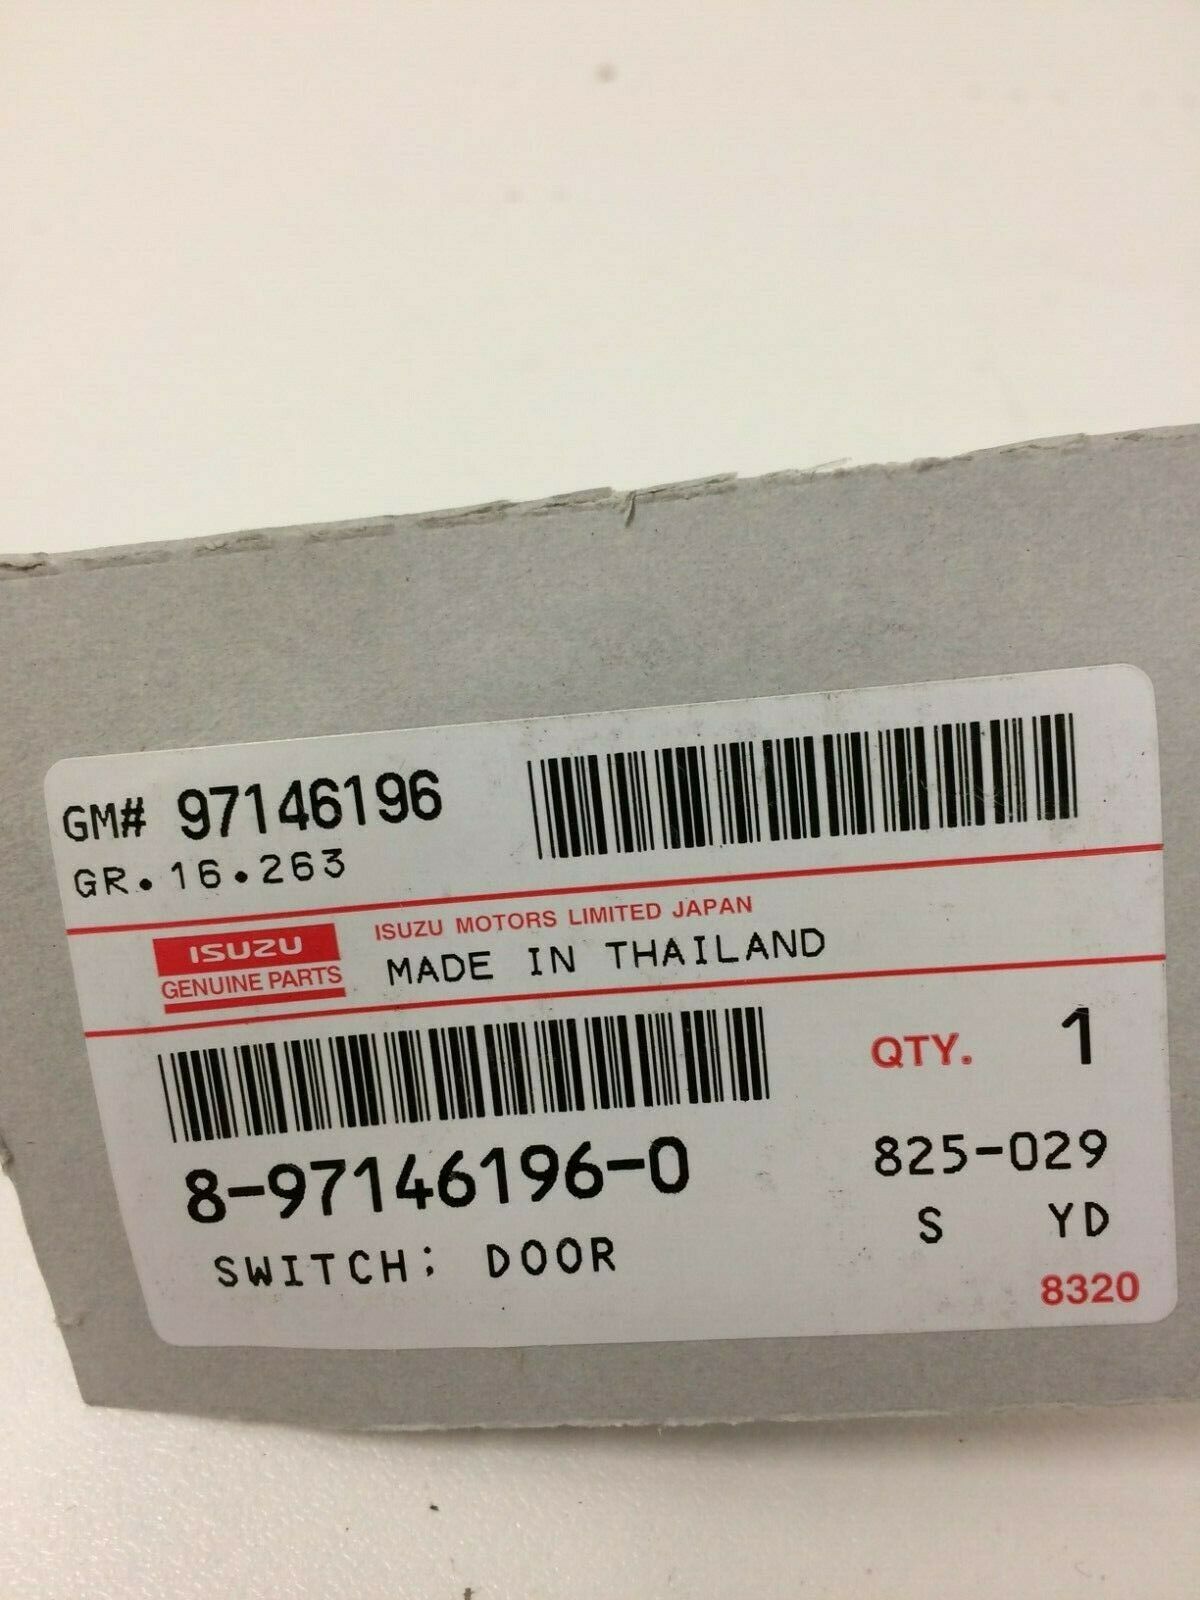 GM# 97146196
GR.16.263
ISUZU
GENUINE PARTS
ISUZU MOTORS LIMITED JAPAN
MADE IN THAILAND
QTY. 1
8-97146196-0
825-029
SWITCH; DOOR
S YD
8320